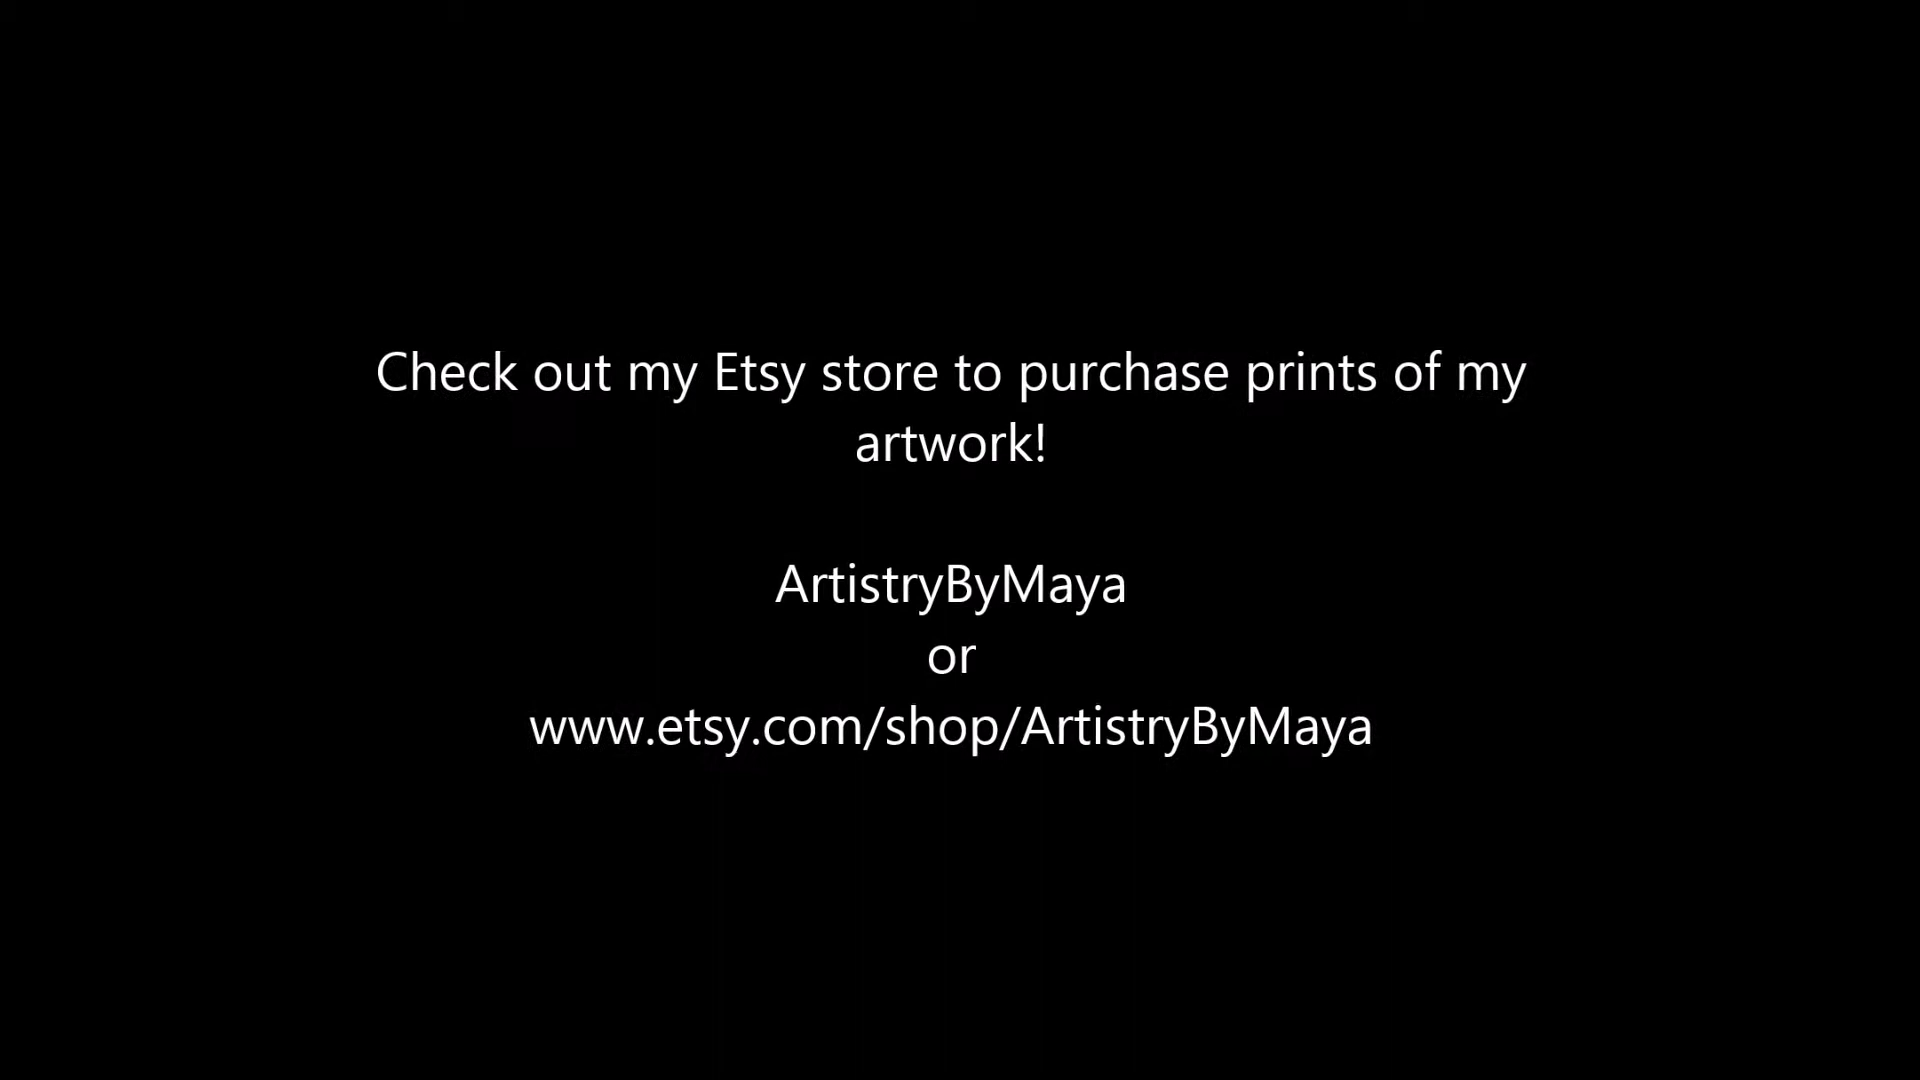 Check out my Etsy store to purchase prints of my
artwork!
ArtistryByMaya
or
www.etsy.com/shop/ArtistryByMaya